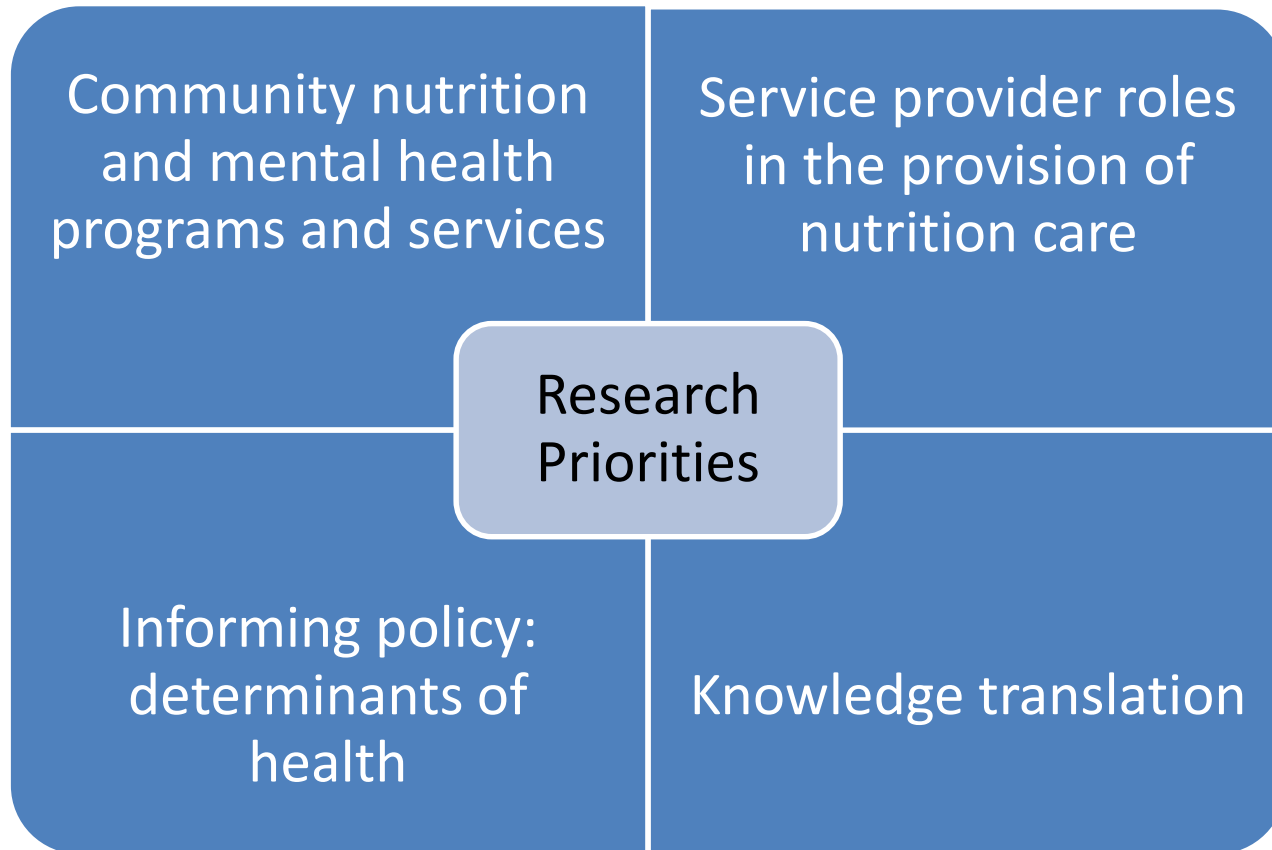 Community nutrition
and mental health
programs and services
Service provider roles
in the provision of
nutrition care
Research
Priorities
Informing policy:
determinants of
health
Knowledge translation